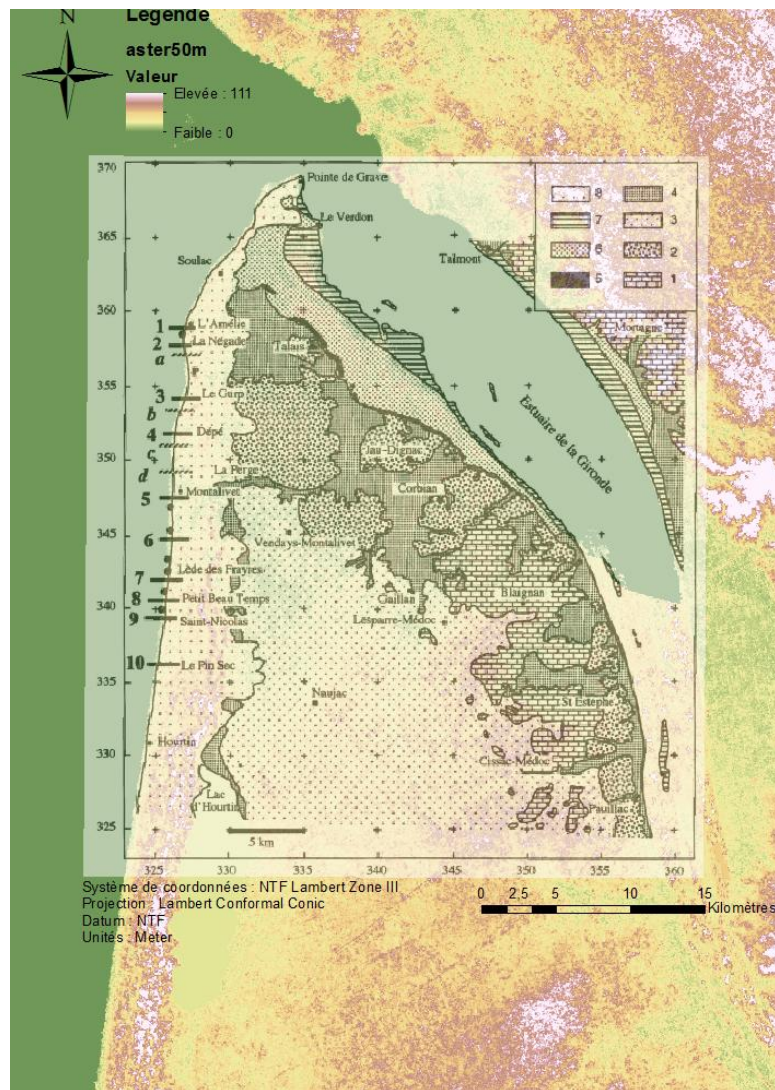 N
Légende
aster50m
Valeur
Elevée : 111
Faible : 0
370
365
360
355
350
345
340
335
330
325
Pointe de Grave
Le Verdon
Soulac
Talmont
8 4
7 3
6 2
5 1
Mortagne
1 L'Amélie
2 La Négade
a
Talais
3 Le Gurp
b
4 Dépé
c
d
La Perge
5 Montalivet
Jau-Dignac
Corbian
Estuaire de la Gironde
6
Vendays-Montalivet
7 Lède des Frayres
8 Petit Beau Temps
9 Saint-Nicolas
Gaillan
Lesparre-Médoc
Blaignan
10 Le Pin Sec
Naujac
St Estèphe
Hourtin
Cissac-Médoc
Lac
d'Hourtin
Pauillac
5 km
325 330 335 340 345 350 355 360
Système de coordonnées : NTF Lambert Zone III
Projection : Lambert Conformal Conic
Datum : NTF
Unités : Meter
0 2,5 5 10 15
Kilomètres